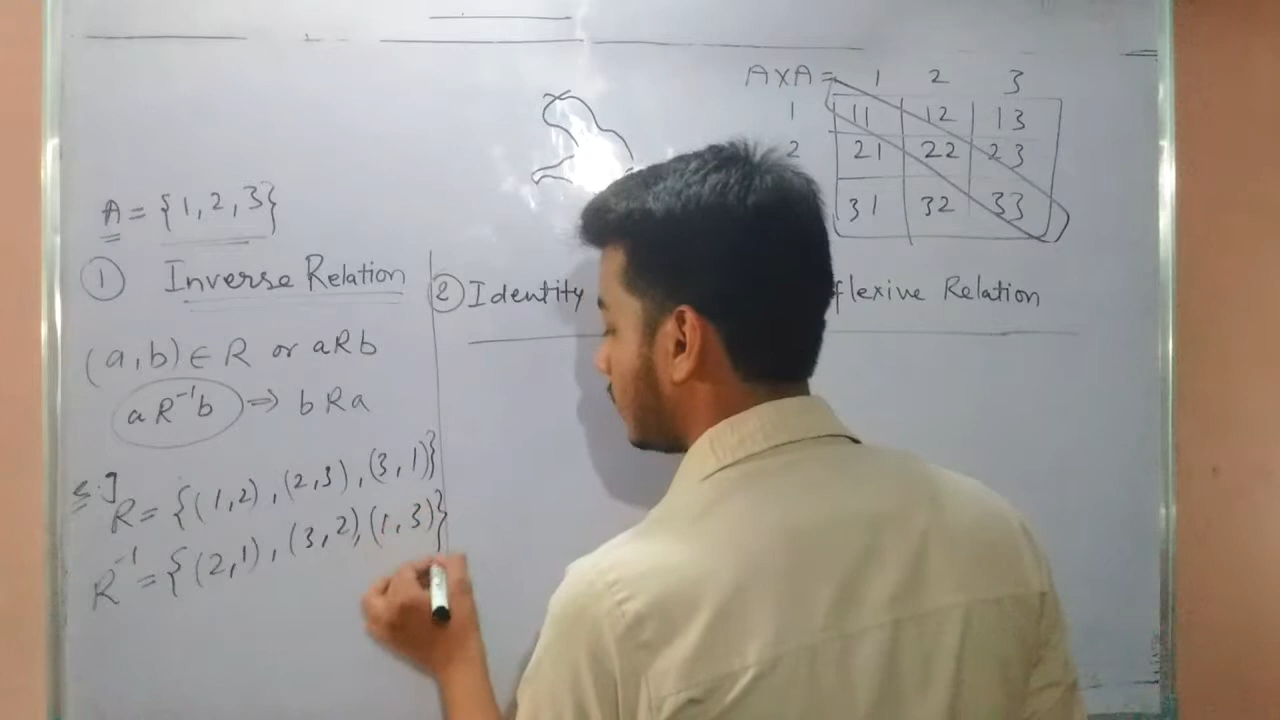 A×A= 1 2 3
1 11 12 13
2 21 22 23
31 32 33
A = {1, 2, 3}
① Inverse Relation
② Identity flexive Relation
(a, b) ∈ R or aRb
a R⁻¹b ⇒ b R a
R = {(1,2), (2,3), (3,1)}
R⁻¹ = {(2,1), (3,2), (1,3)}